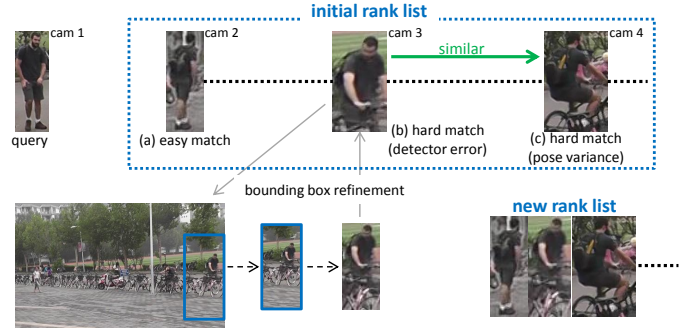 initial rank list
cam 1
cam 2
cam 3
cam 4
similar
query
(a) easy match
(b) hard match
(detector error)
(c) hard match
(pose variance)
bounding box refinement
new rank list